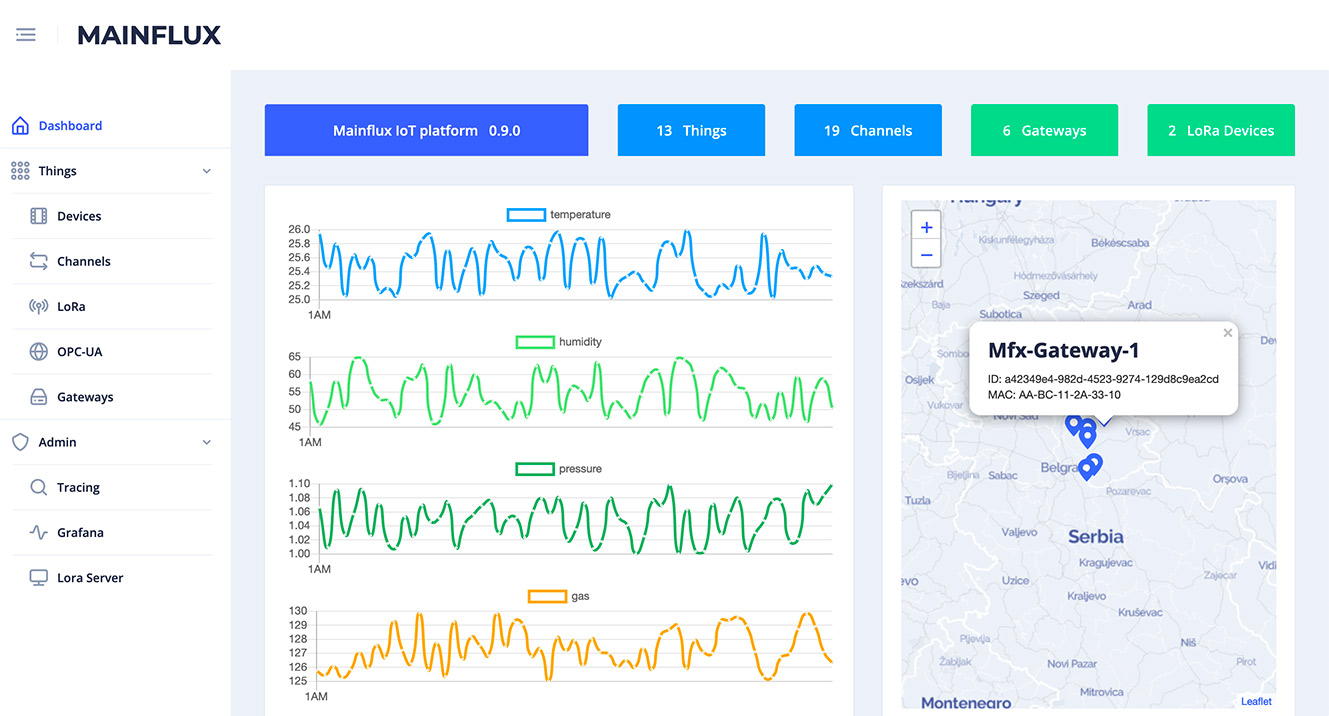 MAINFLUX
Dashboard
Things
Devices
Channels
LoRa
OPC-UA
Gateways
Admin
Tracing
Grafana
Lora Server
Mainflux IoT platform 0.9.0
13 Things
19 Channels
6 Gateways
2 LoRa Devices
temperature
26.0
25.8
25.6
25.4
25.2
25.0
1AM
humidity
65
60
55
50
45
1AM
pressure
1.10
1.08
1.06
1.04
1.02
1.00
1AM
gas
130
129
128
127
126
125
1AM
+
−
Hungary
Kiskunfélegyháza
Békéscsaba
Hódmezővásárhely
Szeged
Baja
Arad
Subotica
Mfx-Gateway-1
×
ID: a42349e4-982d-4523-9274-129d8c9ea2cd
MAC: AA-BC-11-2A-33-10
Osijek
Vukovar
Novi Sad
Vrsac
Bijeljina
Sabac
Belgra
Pozarevac
Orşova
Tuzla
Valjevo
Serbia
Kragujevac
Uzice
Zajecar
Kraljevo
Kruševac
Pljevlja
Niš
Žabljak
Novi Pazar
Pirot
Mitrovica
Montenegro
Leaflet